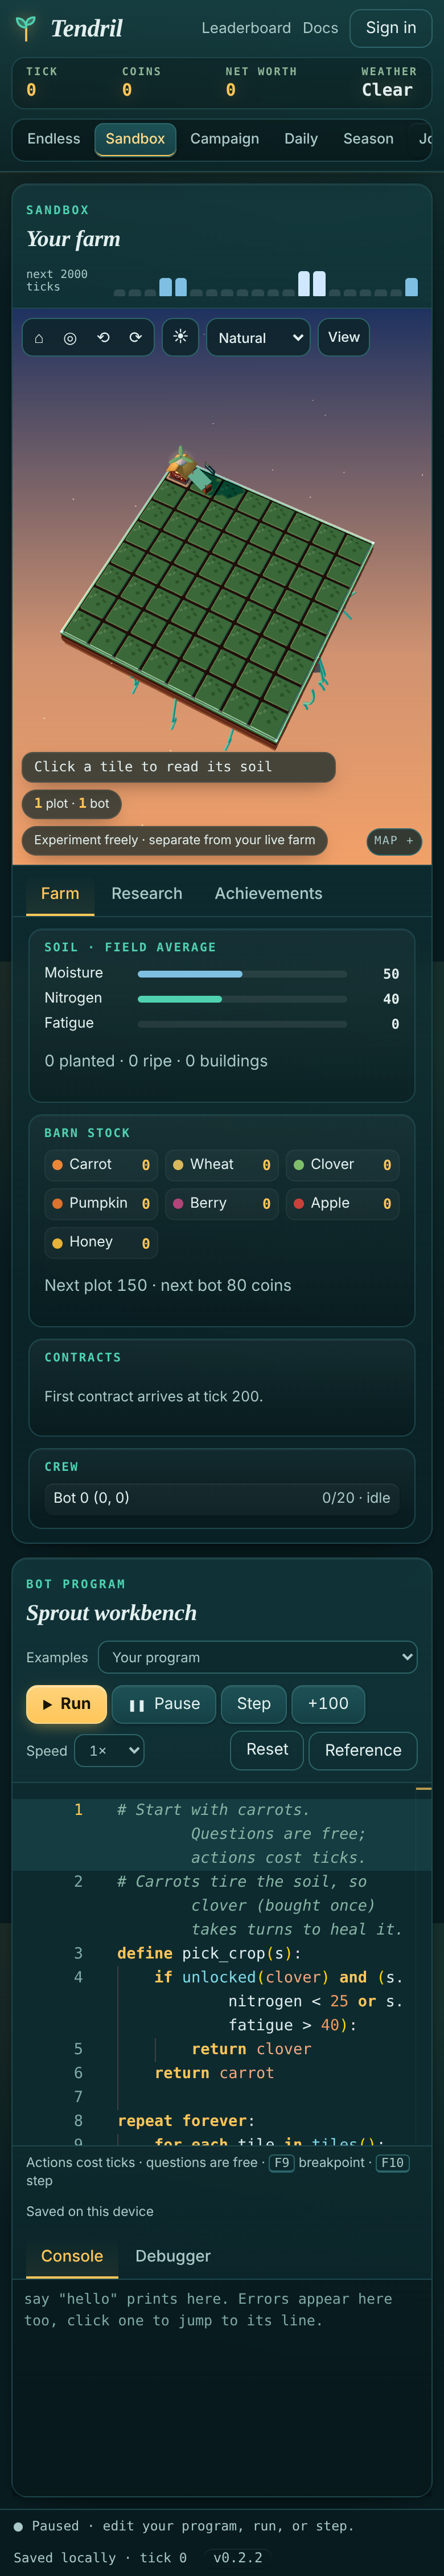 Tendril
Leaderboard Docs Sign in
TICK COINS NET WORTH WEATHER
0 0 0 Clear
Endless Sandbox Campaign Daily Season
SANDBOX
Your farm
next 2000
ticks
Natural View
Click a tile to read its soil
1 plot · 1 bot
Experiment freely · separate from your live farm
MAP +
Farm Research Achievements
SOIL · FIELD AVERAGE
Moisture 50
Nitrogen 40
Fatigue 0
0 planted · 0 ripe · 0 buildings
BARN STOCK
Carrot 0 Wheat 0 Clover 0
Pumpkin 0 Berry 0 Apple 0
Honey 0
Next plot 150 · next bot 80 coins
CONTRACTS
First contract arrives at tick 200.
CREW
Bot 0 (0, 0) 0/20 · idle
BOT PROGRAM
Sprout workbench
Examples Your program
Run Pause Step +100
Speed 1× Reset Reference
1 # Start with carrots.
Questions are free;
actions cost ticks.
2 # Carrots tire the soil, so
clover (bought once)
takes turns to heal it.
3 define pick_crop(s):
4 if unlocked(clover) and (s.
nitrogen < 25 or s.
fatigue > 40):
5 return clover
6 return carrot
7
8 repeat forever:
9 for each tile in tiles():
Actions cost ticks · questions are free · F9 breakpoint · F10
step
Saved on this device
Console Debugger
say "hello" prints here. Errors appear here
too, click one to jump to its line.
Paused · edit your program, run, or step.
Saved locally · tick 0 v0.2.2